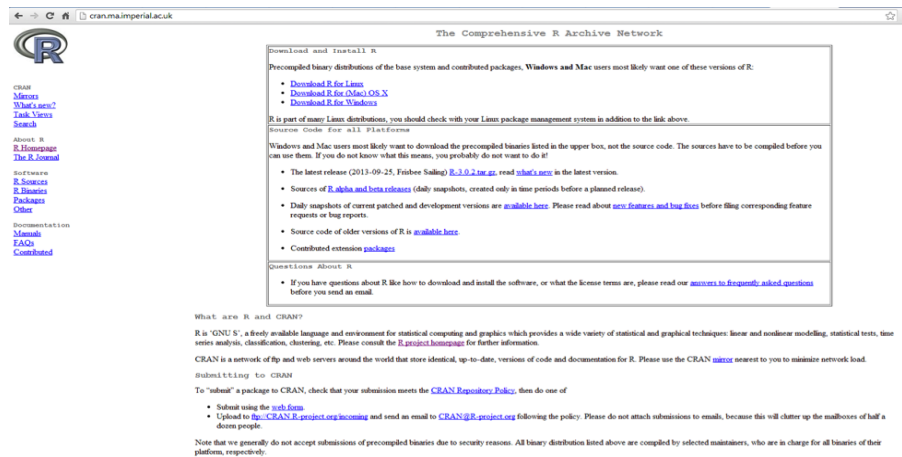 cran.ma.imperial.ac.uk
R
CRAN
Mirrors
What's new?
Task Views
Search
About R
R Homepage
The R Journal
Software
R Sources
R Binaries
Packages
Other
Documentation
Manuals
FAQs
Contributed
The Comprehensive R Archive Network
Download and Install R
Precompiled binary distributions of the base system and contributed packages, Windows and Mac users most likely want one of these versions of R:
• Download R for Linux
• Download R for (Mac) OS X
• Download R for Windows
R is part of many Linux distributions, you should check with your Linux package management system in addition to the link above.
Source Code for all Platforms
Windows and Mac users most likely want to download the precompiled binaries listed in the upper box, not the source code. The sources have to be compiled before you
can use them. If you do not know what this means, you probably do not want to do it!
• The latest release (2013-09-25, Frisbee Sailing) R-3.0.2.tar.gz, read what's new in the latest version.
• Sources of R alpha and beta releases (daily snapshots, created only in time periods before a planned release).
• Daily snapshots of current patched and development versions are available here. Please read about new features and bug fixes before filing corresponding feature
requests or bug reports.
• Source code of older versions of R is available here.
• Contributed extension packages
Questions About R
• If you have questions about R like how to download and install the software, or what the license terms are, please read our answers to frequently asked questions
before you send an email.
What are R and CRAN?
R is 'GNU S', a freely available language and environment for statistical computing and graphics which provides a wide variety of statistical and graphical techniques: linear and nonlinear modelling, statistical tests, time
series analysis, classification, clustering, etc. Please consult the R project homepage for further information.
CRAN is a network of ftp and web servers around the world that store identical, up-to-date, versions of code and documentation for R. Please use the CRAN mirror nearest to you to minimize network load.
Submitting to CRAN
To "submit" a package to CRAN, check that your submission meets the CRAN Repository Policy, then do one of
• Submit using the web form.
• Upload to ftp://CRAN.R-project.org/incoming and send an email to CRAN@R-project.org following the policy. Please do not attach submissions to emails, because this will clutter up the mailboxes of half a
dozen people.
Note that we generally do not accept submissions of precompiled binaries due to security reasons. All binary distribution listed above are compiled by selected maintainers, who are in charge for all binaries of their
platform, respectively.